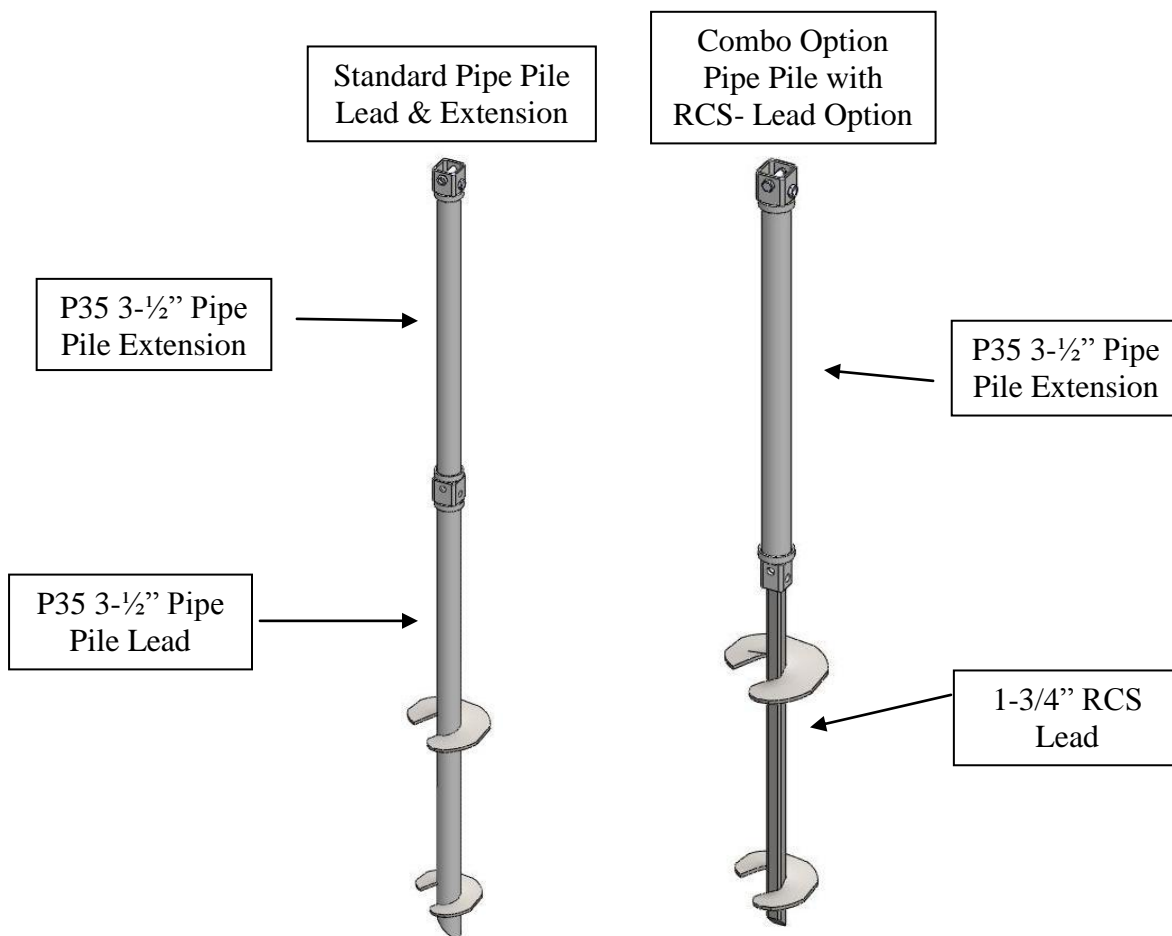 Standard Pipe Pile
Lead & Extension
Combo Option
Pipe Pile with
RCS- Lead Option
P35 3-½” Pipe
Pile Extension
P35 3-½” Pipe
Pile Extension
P35 3-½” Pipe
Pile Lead
1-3/4” RCS
Lead